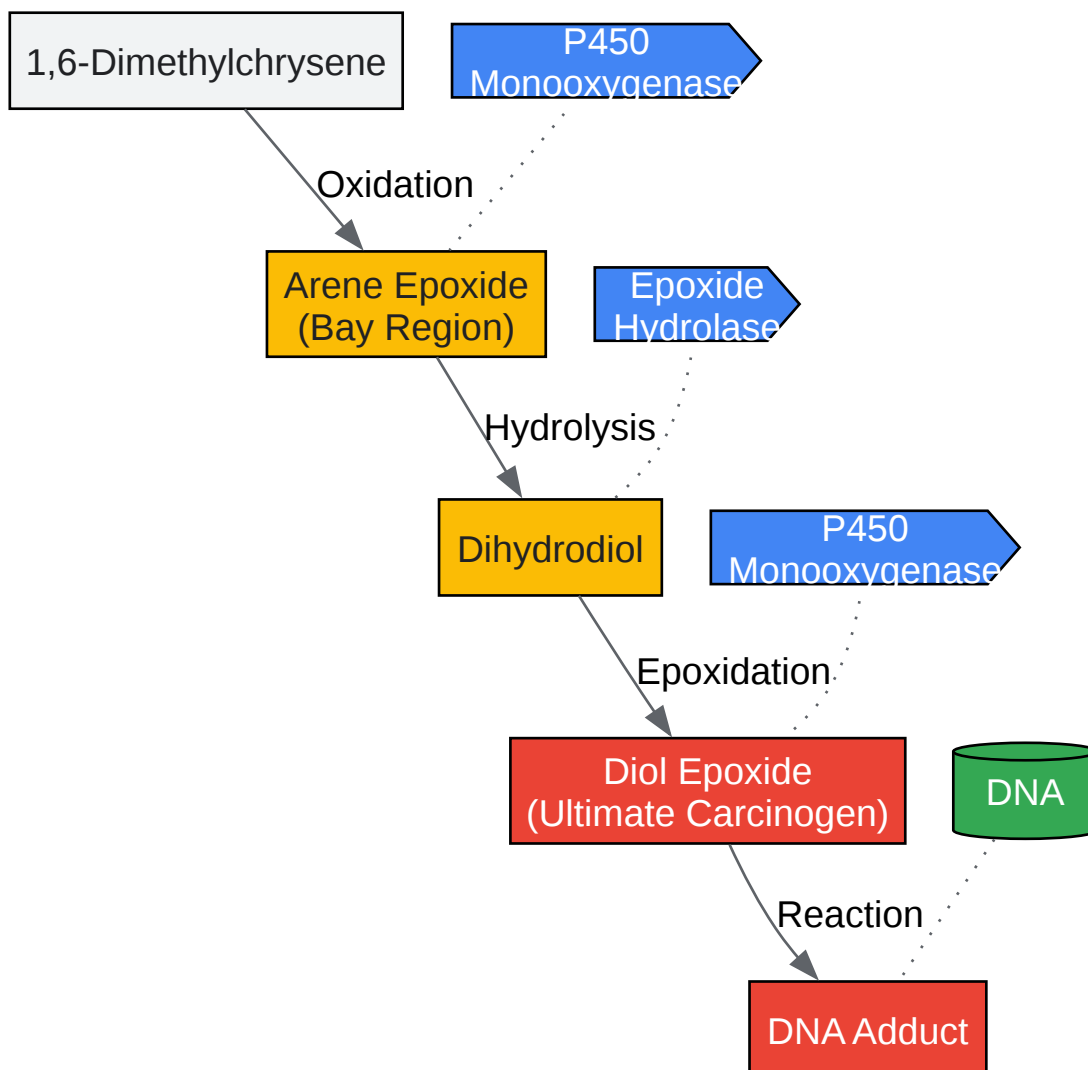 1,6-Dimethylchrysene
P450
Monooxygenase
Oxidation
Arene Epoxide
(Bay Region)
Epoxide
Hydrolase
Hydrolysis
Dihydrodiol
P450
Monooxygenase
Epoxidation
Diol Epoxide
(Ultimate Carcinogen)
DNA
Reaction
DNA Adduct